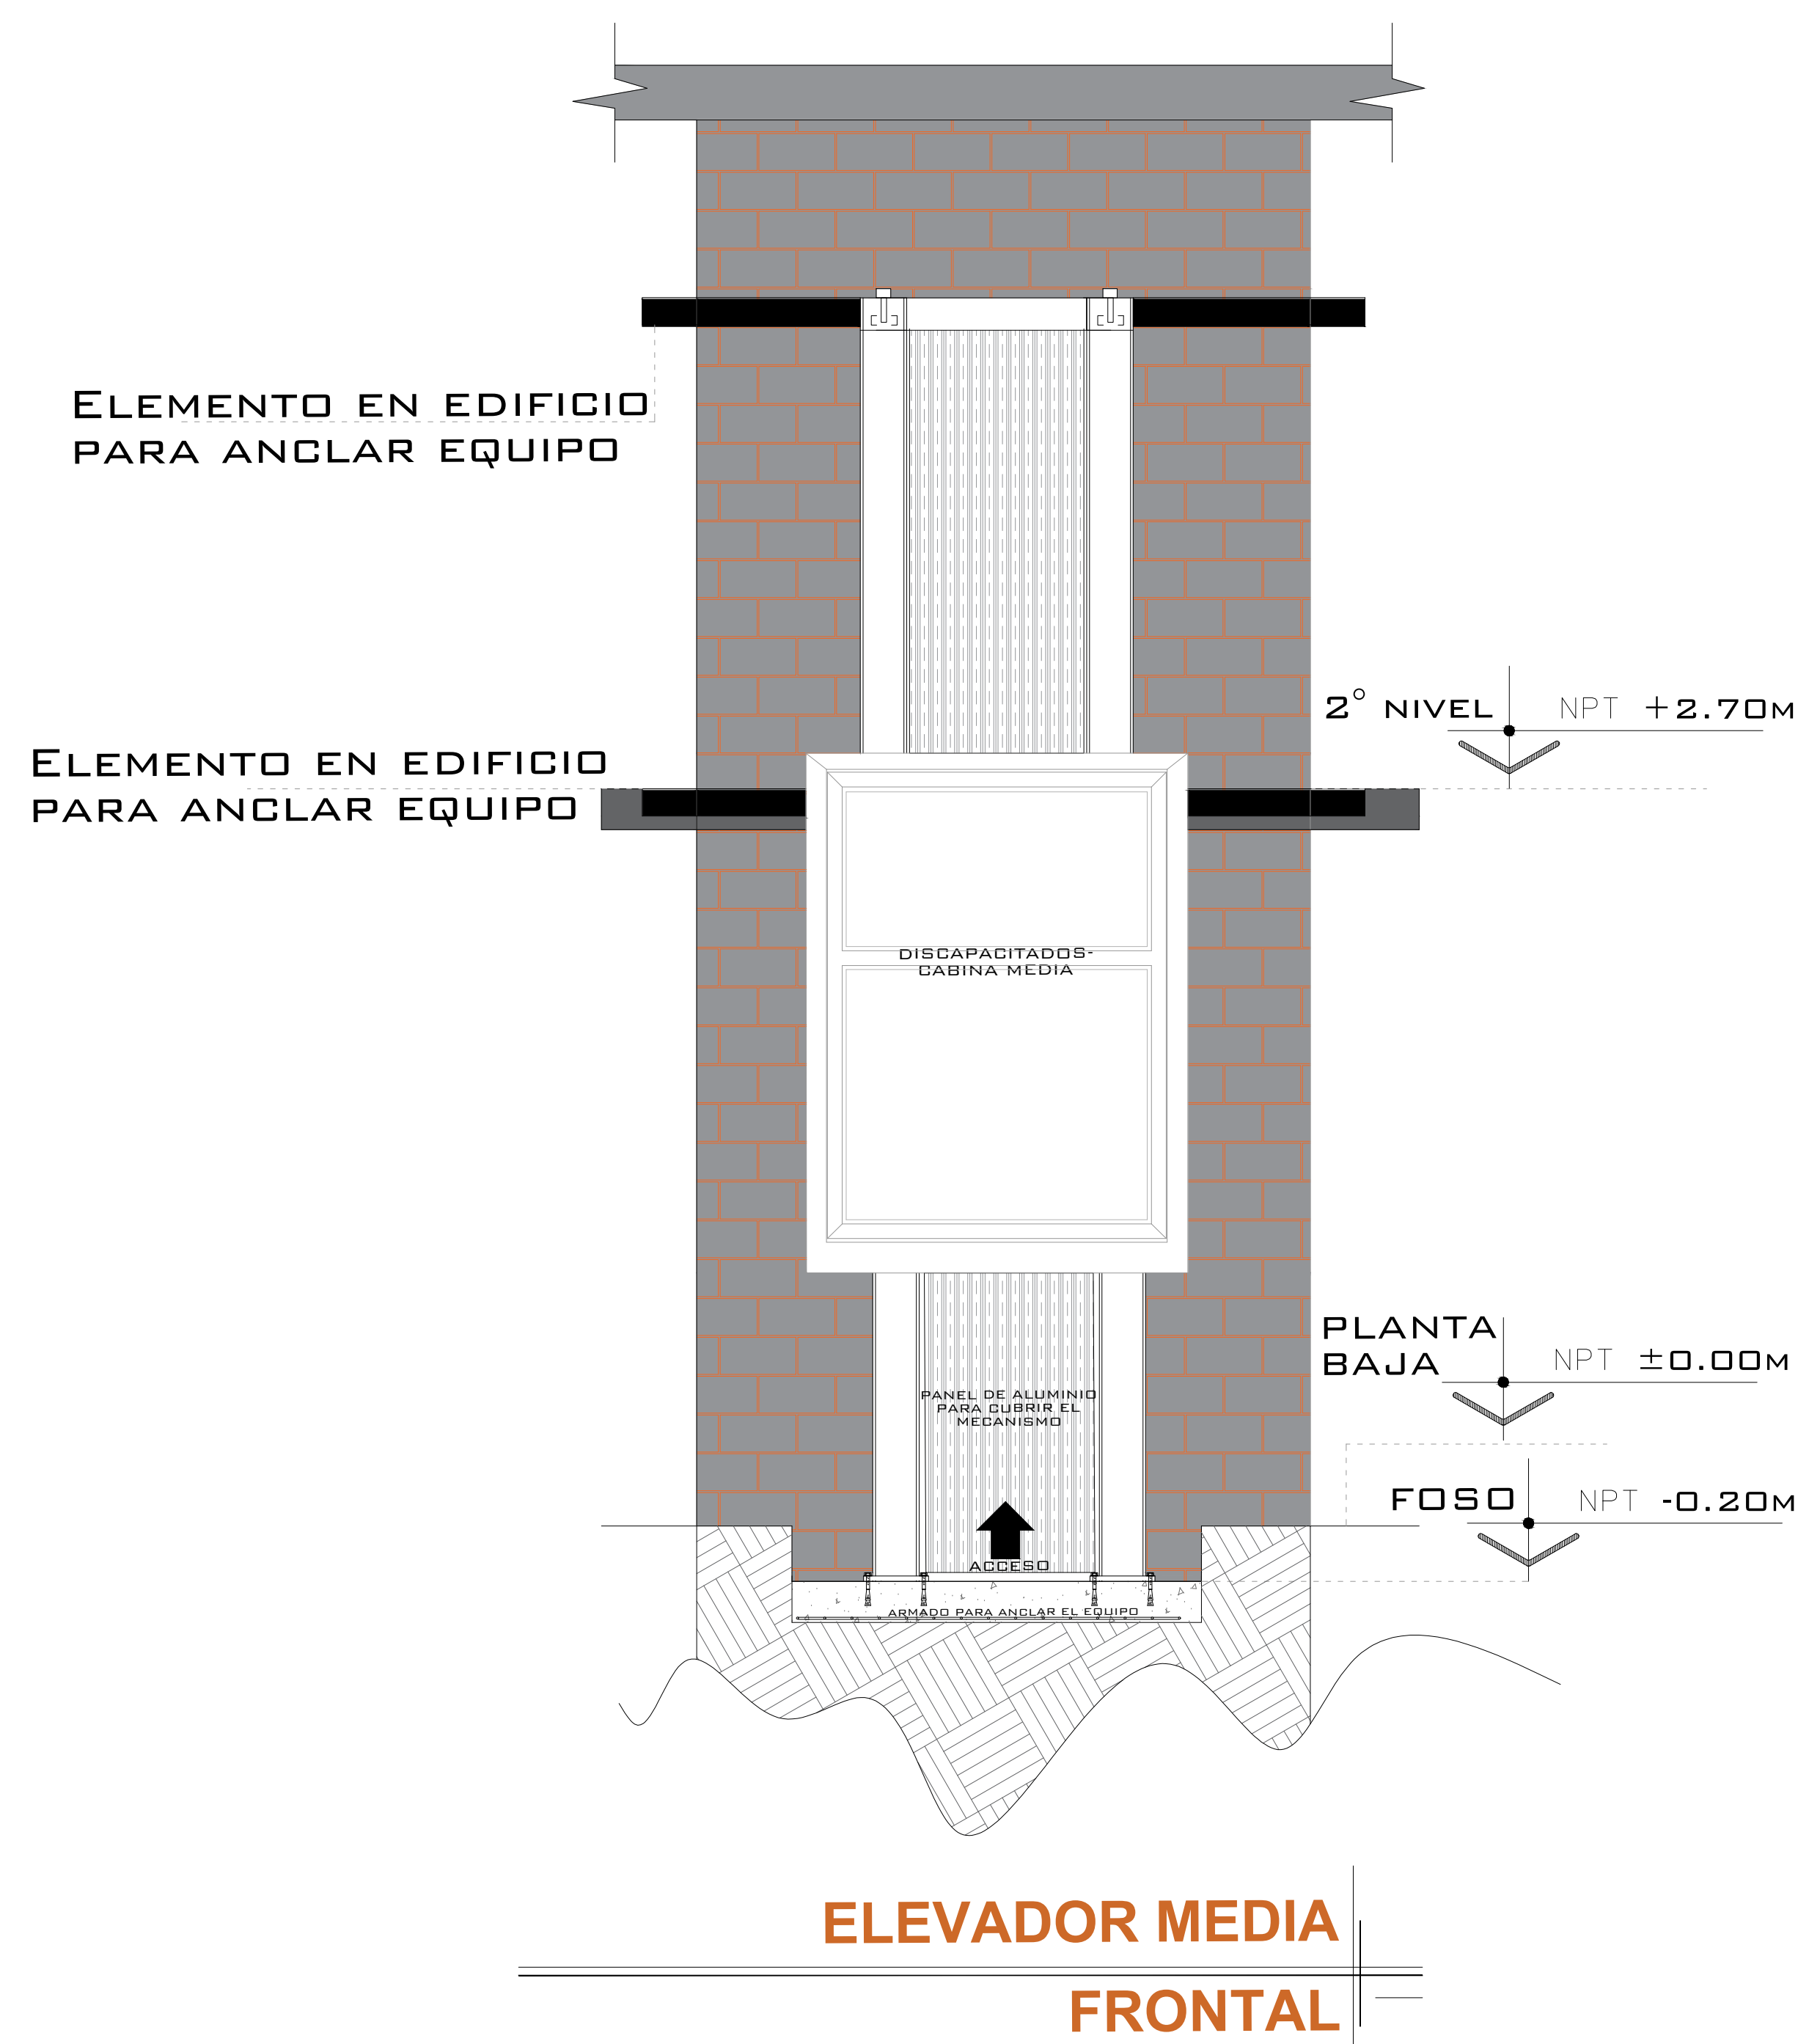 ELEMENTO EN EDIFICIO
PARA ANCLAR EQUIPO
2° NIVEL NPT +2.70M
ELEMENTO EN EDIFICIO
PARA ANCLAR EQUIPO
DISCAPACITADOS-
CABINA MEDIA
PLANTA
BAJA NPT ±0.00M
PANEL DE ALUMINIO
PARA CUBRIR EL
MECANISMO
FOSO NPT -0.20M
ACCESO
ARMADO PARA ANCLAR EL EQUIPO
ELEVADOR MEDIA
FRONTAL